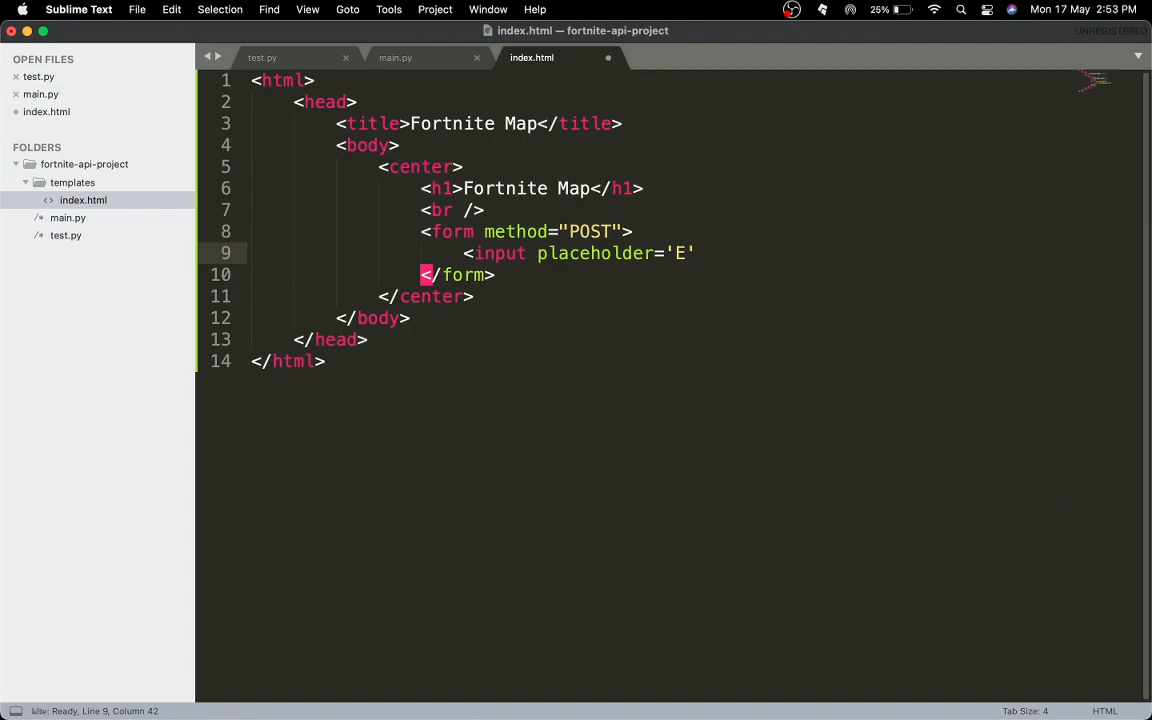 Sublime Text File Edit Selection Find View Goto Tools Project Window Help 25% Mon 17 May 2:53 PM
index.html — fortnite-api-project UNREGISTERED
OPEN FILES
test.py
main.py
index.html
FOLDERS
fortnite-api-project
templates
<> index.html
/* main.py
/* test.py
test.py main.py index.html
1 <html>
2 <head>
3 <title>Fortnite Map</title>
4 <body>
5 <center>
6 <h1>Fortnite Map</h1>
7 <br />
8 <form method="POST">
9 <input placeholder='E'
10 </form>
11 </center>
12 </body>
13 </head>
14 </html>
kite: Ready, Line 9, Column 42 Tab Size: 4 HTML